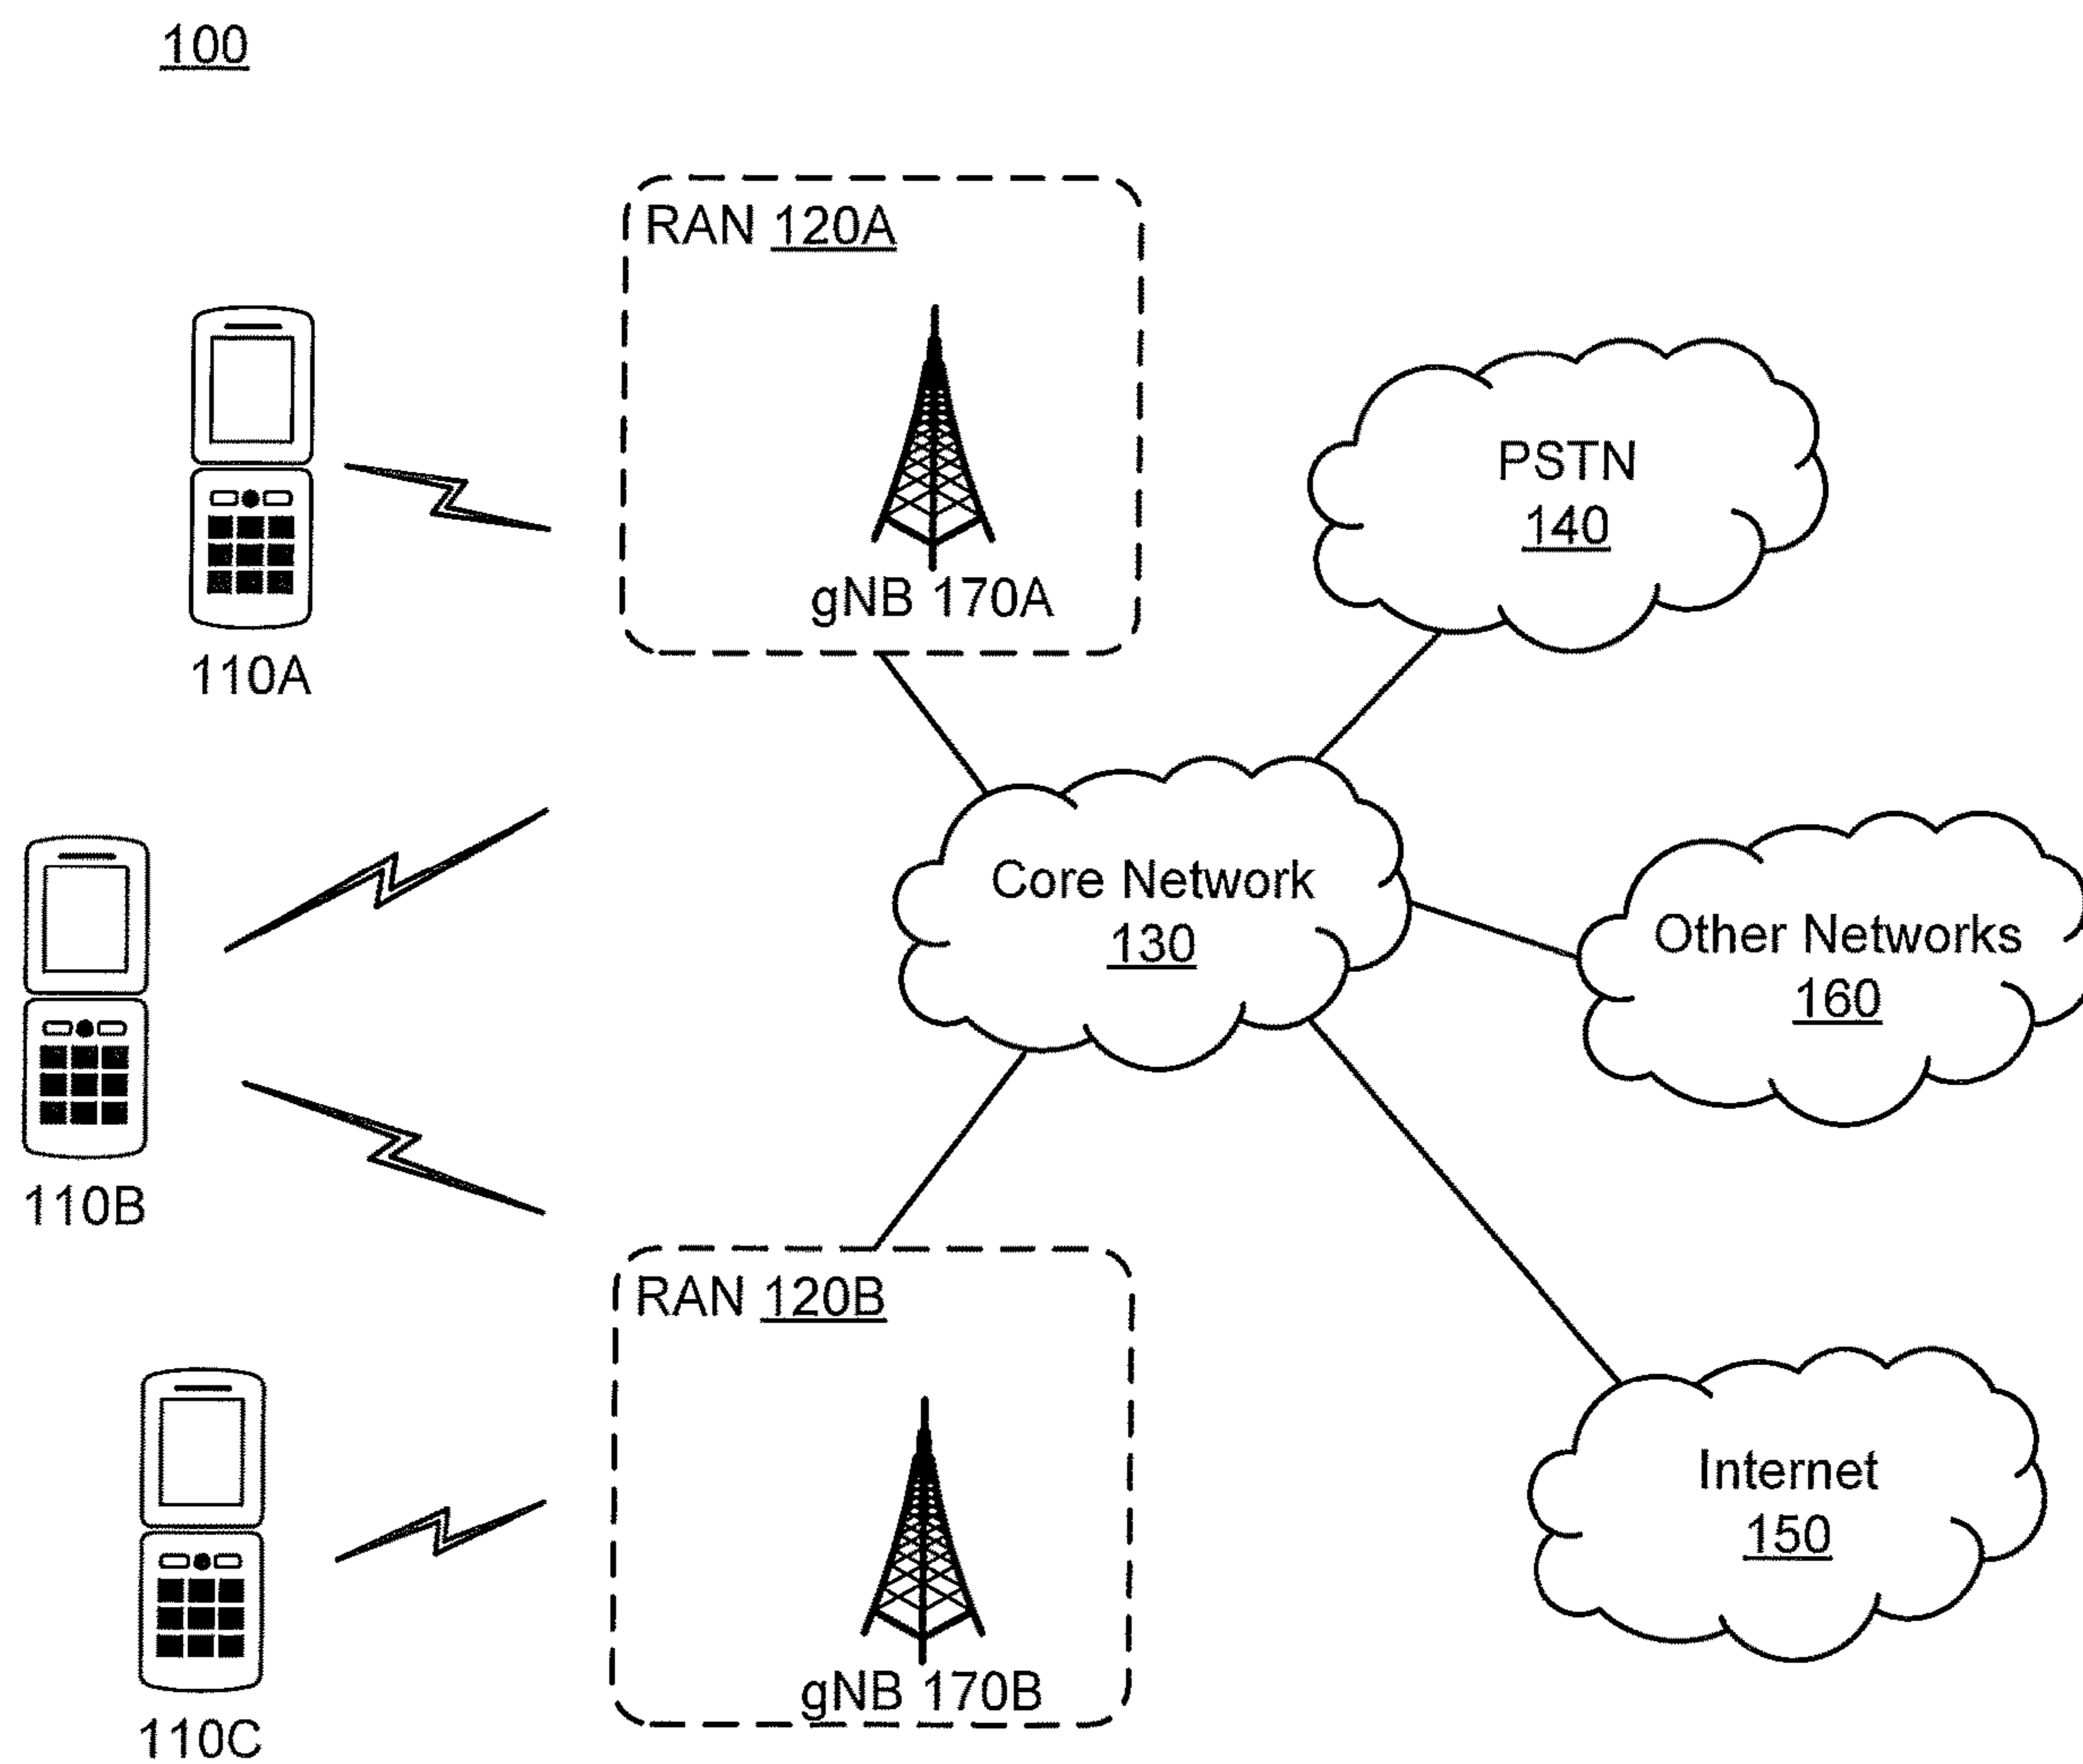 100
RAN 120A
gNB 170A
110A
PSTN
140
Core Network
130
Other Networks
160
110B
RAN 120B
gNB 170B
Internet
150
110C